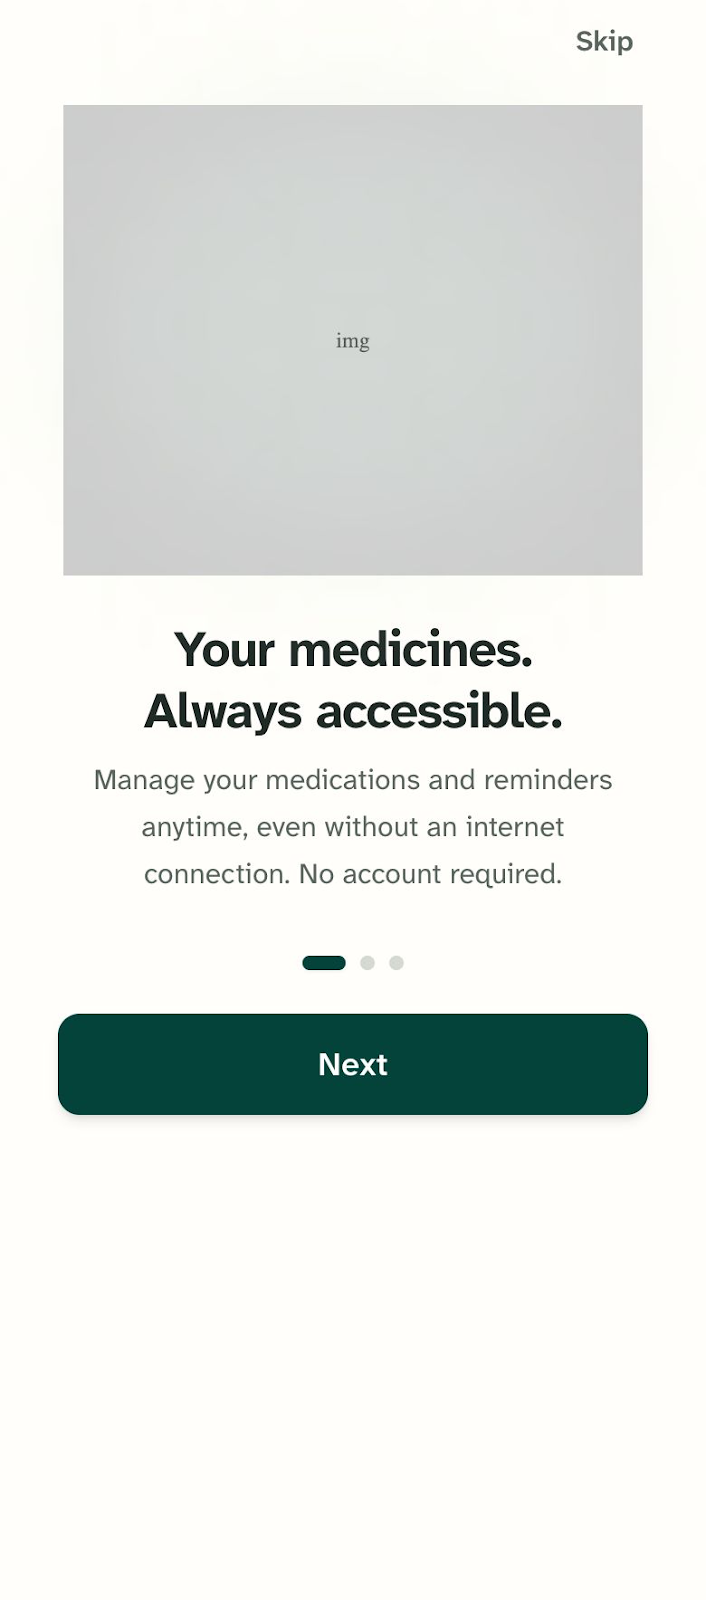 Skip
img
Your medicines.
Always accessible.
Manage your medications and reminders
anytime, even without an internet
connection. No account required.
Next